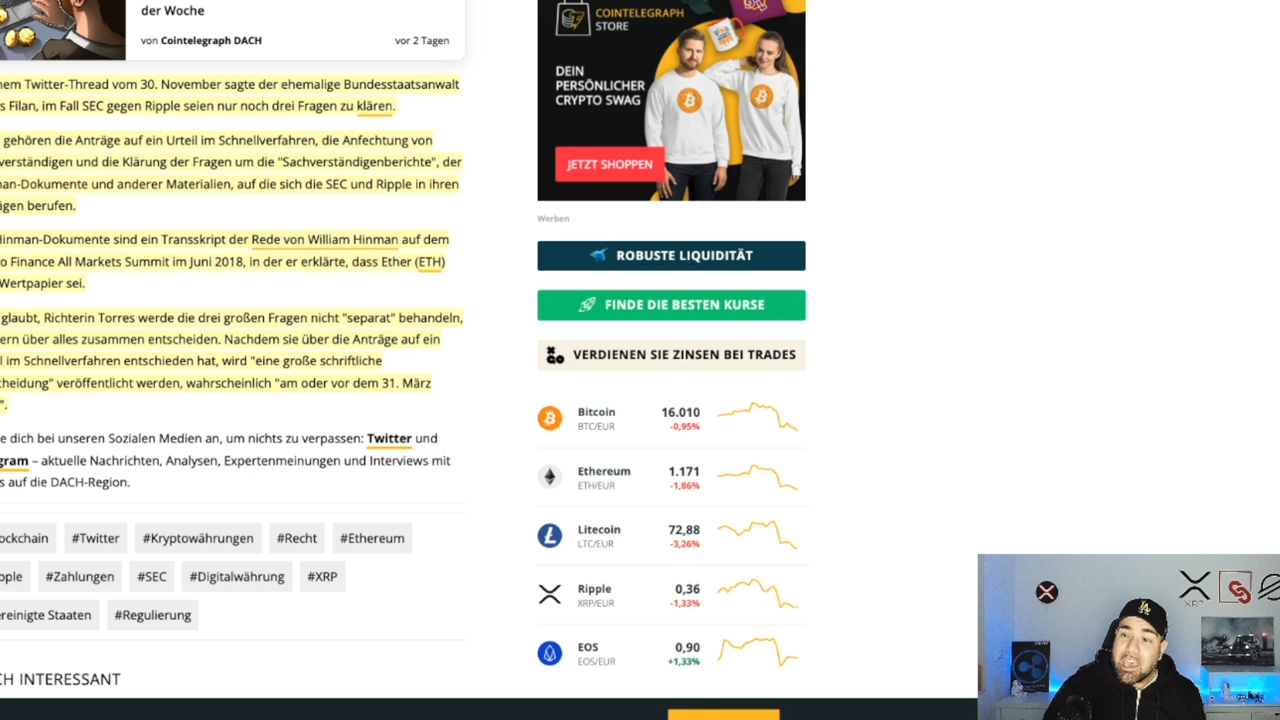 der Woche
von Cointelegraph DACH
vor 2 Tagen
nem Twitter-Thread vom 30. November sagte der ehemalige Bundesstaatsanwalt
s Filan, im Fall SEC gegen Ripple seien nur noch drei Fragen zu klären.
gehören die Anträge auf ein Urteil im Schnellverfahren, die Anfechtung von
verständigen und die Klärung der Fragen um die "Sachverständigenberichte", der
nan-Dokumente und anderer Materialien, auf die sich die SEC und Ripple in ihren
ägen berufen.
Hinman-Dokumente sind ein Transskript der Rede von William Hinman auf dem
o Finance All Markets Summit im Juni 2018, in der er erklärte, dass Ether (ETH)
Wertpapier sei.
glaubt, Richterin Torres werde die drei großen Fragen nicht "separat" behandeln,
ern über alles zusammen entscheiden. Nachdem sie über die Anträge auf ein
l im Schnellverfahren entschieden hat, wird "eine große schriftliche
cheidung" veröffentlicht werden, wahrscheinlich "am oder vor dem 31. März
".
e dich bei unseren Sozialen Medien an, um nichts zu verpassen: Twitter und
gram – aktuelle Nachrichten, Analysen, Expertenmeinungen und Interviews mit
s auf die DACH-Region.
ockchain #Twitter #Kryptowährungen #Recht #Ethereum
pple #Zahlungen #SEC #Digitalwährung #XRP
ereinigte Staaten #Regulierung
CH INTERESSANT
COINTELEGRAPH
STORE
DEIN
PERSÖNLICHER
CRYPTO SWAG
JETZT SHOPPEN
Werben
ROBUSTE LIQUIDITÄT
FINDE DIE BESTEN KURSE
VERDIENEN SIE ZINSEN BEI TRADES
Bitcoin 16.010
BTC/EUR -0,95%
Ethereum 1.171
ETH/EUR -1,86%
Litecoin 72,88
LTC/EUR -3,26%
Ripple 0,36
XRP/EUR -1,33%
EOS 0,90
EOS/EUR +1,33%
XRP